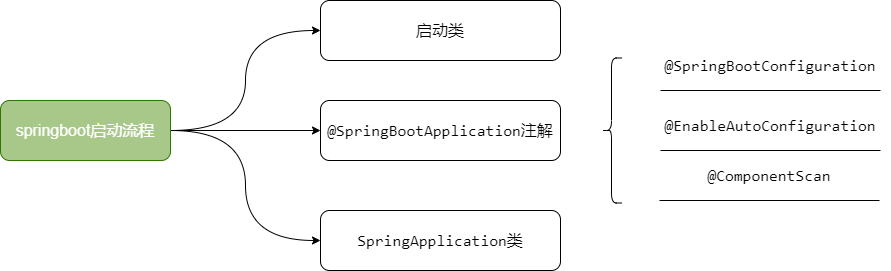 springboot启动流程
启动类
@SpringBootApplication注解
SpringApplication类
@SpringBootConfiguration
@EnableAutoConfiguration
@ComponentScan